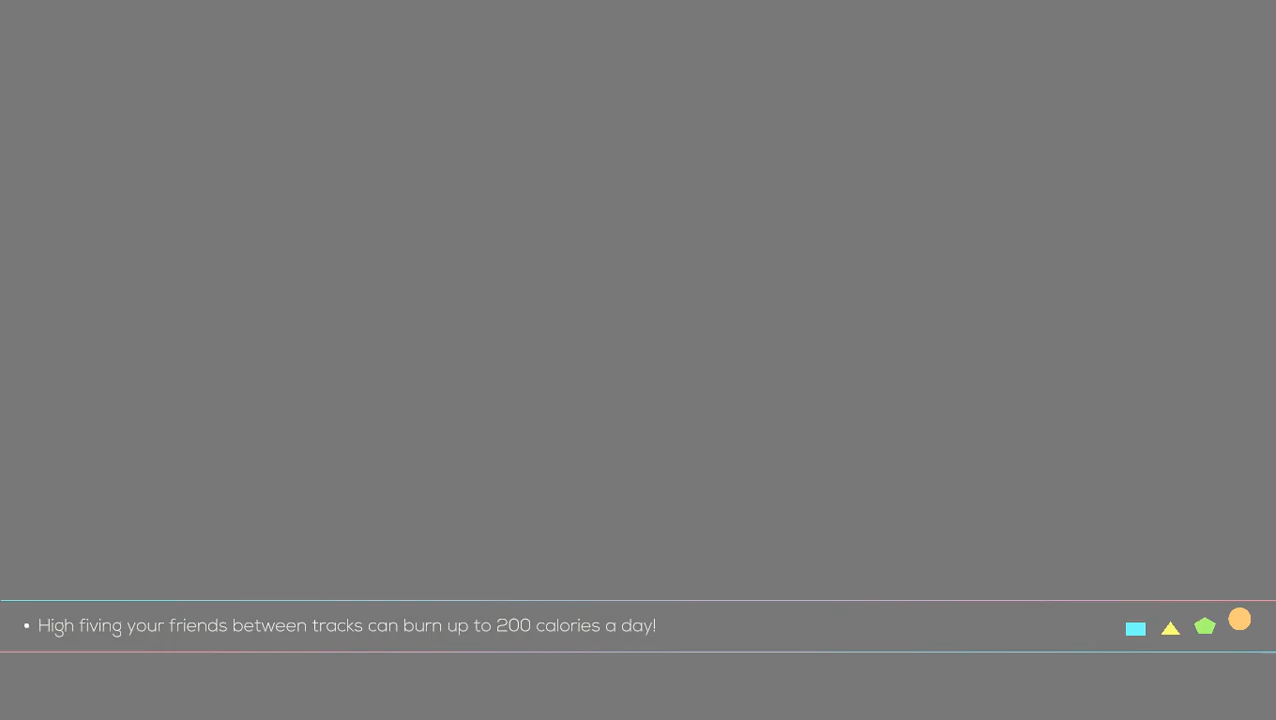 • High fiving your friends between tracks can burn up to 200 calories a day!